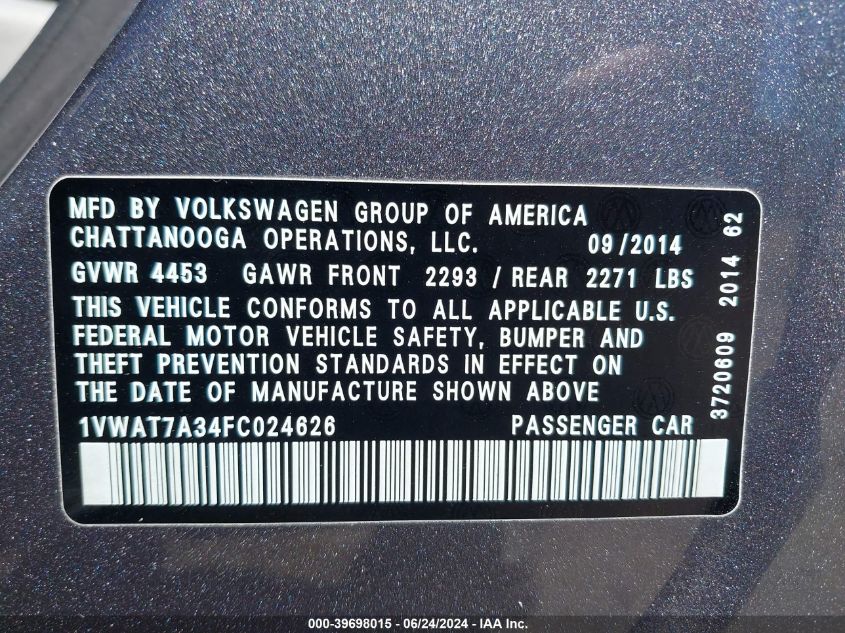 MFD BY VOLKSWAGEN GROUP OF AMERICA
CHATTANOOGA OPERATIONS, LLC. 09/2014
GVWR 4453 GAWR FRONT 2293 / REAR 2271 LBS
THIS VEHICLE CONFORMS TO ALL APPLICABLE U.S.
FEDERAL MOTOR VEHICLE SAFETY, BUMPER AND
THEFT PREVENTION STANDARDS IN EFFECT ON
THE DATE OF MANUFACTURE SHOWN ABOVE
1VWAT7A34FC024626 PASSENGER CAR
3720609 2014 62
000-39698015 - 06/24/2024 - IAA Inc.